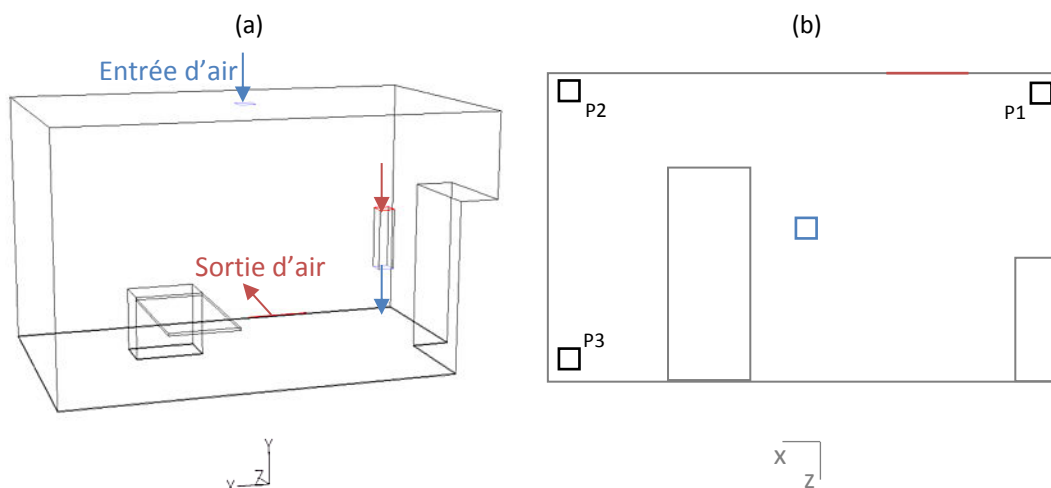 (a)
(b)
Entrée d'air
P2
P1
Sortie d'air
P3
Y
X
Z
X
Z